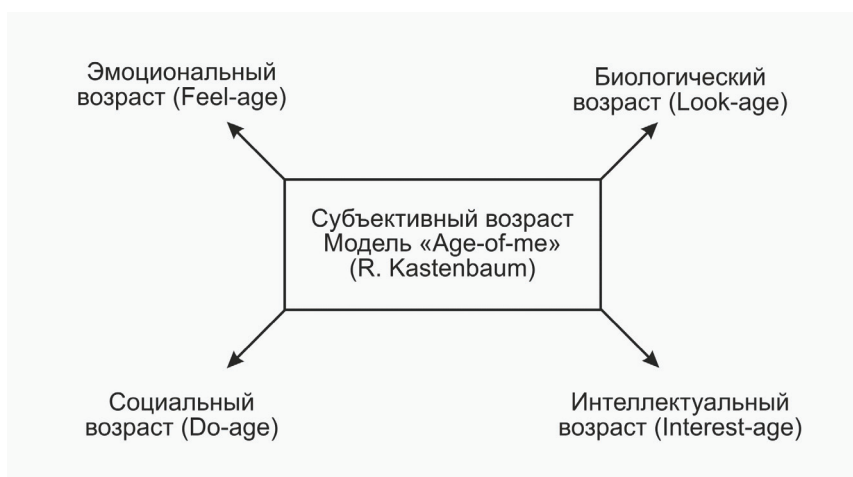 Эмоциональный
возраст (Feel-age)
Биологический
возраст (Look-age)
Субъективный возраст
Модель «Age-of-me»
(R. Kastenbaum)
Социальный
возраст (Do-age)
Интеллектуальный
возраст (Interest-age)